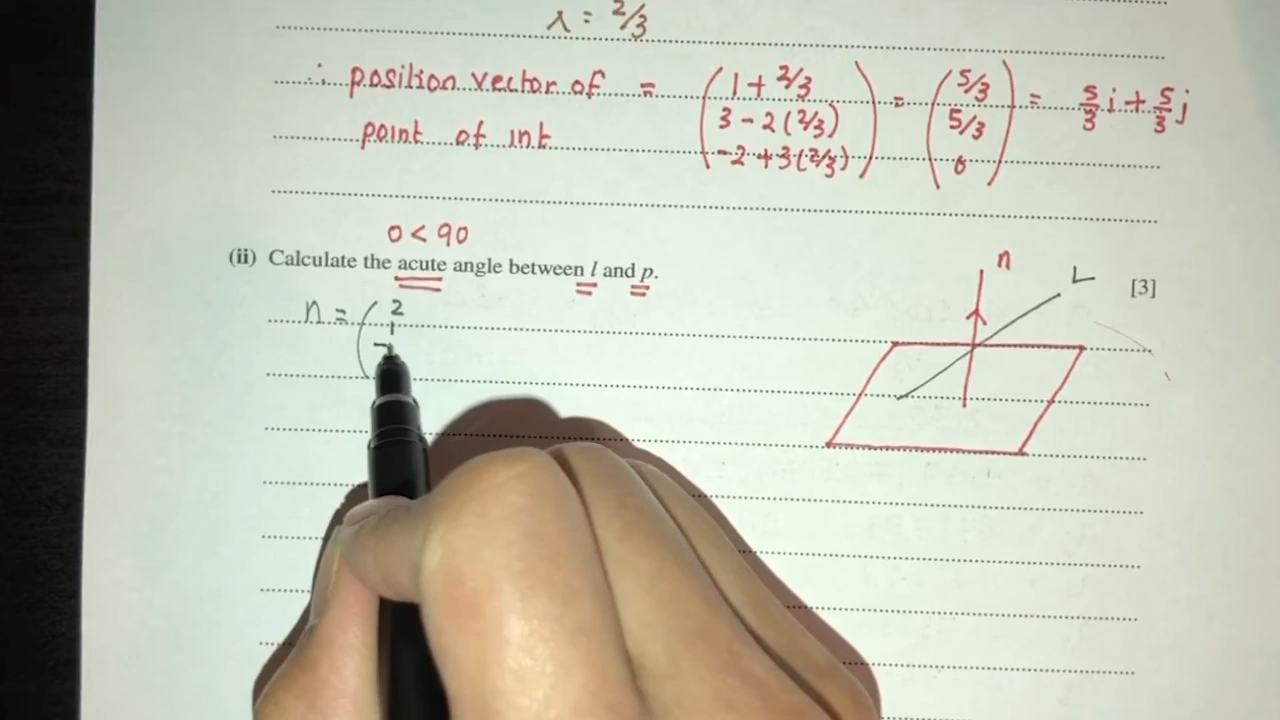 λ = 2/3
∴ position vector of = (1 + 2/3 3 - 2(2/3) -2 + 3(2/3)) = (5/3 5/3 0) = 5/3 i + 5/3 j
point of int
0 < 90
(ii) Calculate the acute angle between l and p. [3]
n L
n = (2 1 -